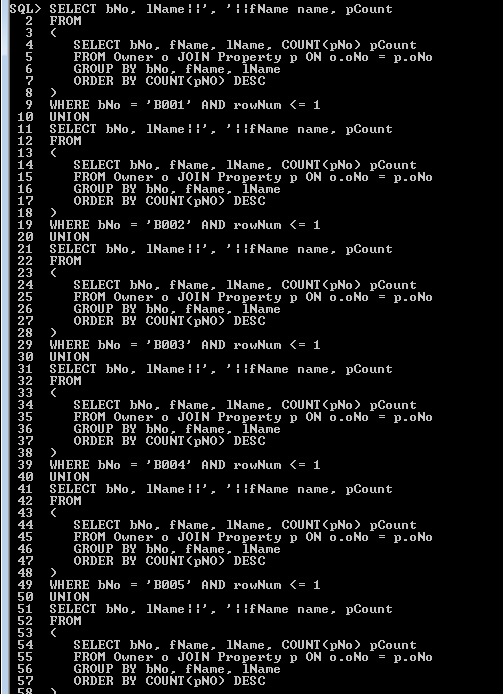 SQL> SELECT bNo, lName||', '||fName name, pCount
2 FROM
3 (
4 SELECT bNo, fName, lName, COUNT(pNo) pCount
5 FROM Owner o JOIN Property p ON o.oNo = p.oNo
6 GROUP BY bNo, fName, lName
7 ORDER BY COUNT(pNO) DESC
8 )
9 WHERE bNo = 'B001' AND rowNum <= 1
10 UNION
11 SELECT bNo, lName||', '||fName name, pCount
12 FROM
13 (
14 SELECT bNo, fName, lName, COUNT(pNo) pCount
15 FROM Owner o JOIN Property p ON o.oNo = p.oNo
16 GROUP BY bNo, fName, lName
17 ORDER BY COUNT(pNO) DESC
18 )
19 WHERE bNo = 'B002' AND rowNum <= 1
20 UNION
21 SELECT bNo, lName||', '||fName name, pCount
22 FROM
23 (
24 SELECT bNo, fName, lName, COUNT(pNo) pCount
25 FROM Owner o JOIN Property p ON o.oNo = p.oNo
26 GROUP BY bNo, fName, lName
27 ORDER BY COUNT(pNO) DESC
28 )
29 WHERE bNo = 'B003' AND rowNum <= 1
30 UNION
31 SELECT bNo, lName||', '||fName name, pCount
32 FROM
33 (
34 SELECT bNo, fName, lName, COUNT(pNo) pCount
35 FROM Owner o JOIN Property p ON o.oNo = p.oNo
36 GROUP BY bNo, fName, lName
37 ORDER BY COUNT(pNO) DESC
38 )
39 WHERE bNo = 'B004' AND rowNum <= 1
40 UNION
41 SELECT bNo, lName||', '||fName name, pCount
42 FROM
43 (
44 SELECT bNo, fName, lName, COUNT(pNo) pCount
45 FROM Owner o JOIN Property p ON o.oNo = p.oNo
46 GROUP BY bNo, fName, lName
47 ORDER BY COUNT(pNO) DESC
48 )
49 WHERE bNo = 'B005' AND rowNum <= 1
50 UNION
51 SELECT bNo, lName||', '||fName name, pCount
52 FROM
53 (
54 SELECT bNo, fName, lName, COUNT(pNo) pCount
55 FROM Owner o JOIN Property p ON o.oNo = p.oNo
56 GROUP BY bNo, fName, lName
57 ORDER BY COUNT(pNO) DESC
58 )